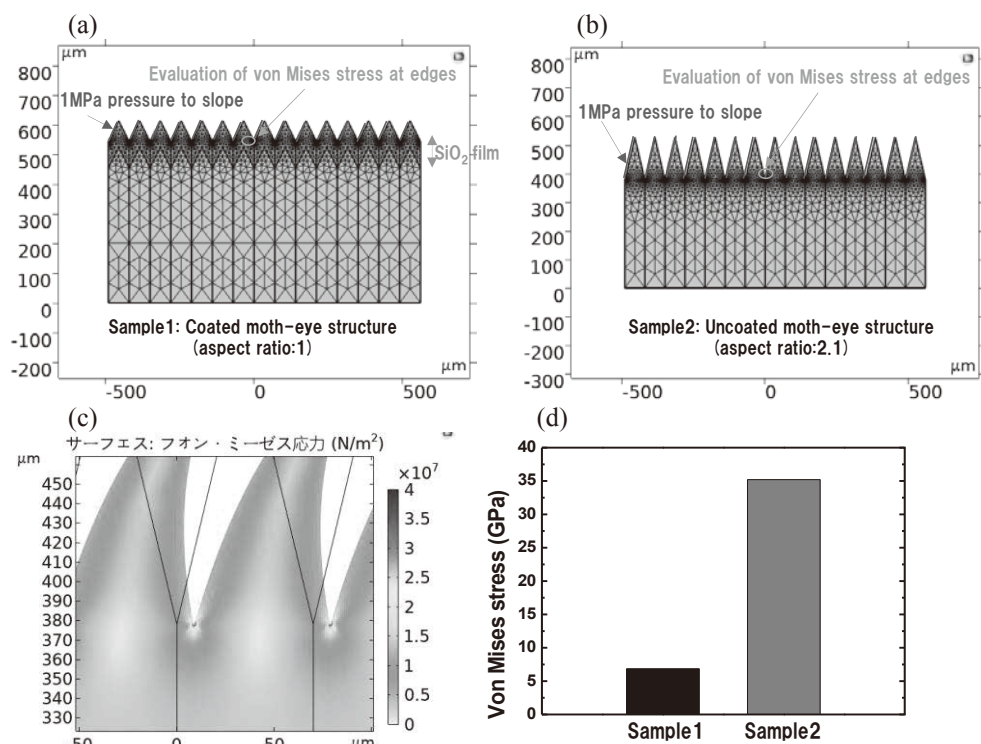 (a)
μm
800
700
600
500
400
300
200
100
0
-100
-200
Evaluation of von Mises stress at edges
1MPa pressure to slope
SiO₂ film
Sample1: Coated moth-eye structure
(aspect ratio:1)
μm
-500
0
500
(b)
μm
800
700
600
500
400
300
200
100
0
-100
-200
-300
Evaluation of von Mises stress at edges
1MPa pressure to slope
Sample2: Uncoated moth-eye structure
(aspect ratio:2.1)
μm
-500
0
500
(c)
サーフェス: フォン・ミーゼス応力 (N/m²)
μm
450
440
430
420
410
400
390
380
370
360
350
340
330
-50
0
μm
×10⁷
4
3.5
3
2.5
2
1.5
1
0.5
0
(d)
Von Mises stress (GPa)
40
35
30
25
20
15
10
5
0
Sample1
Sample2